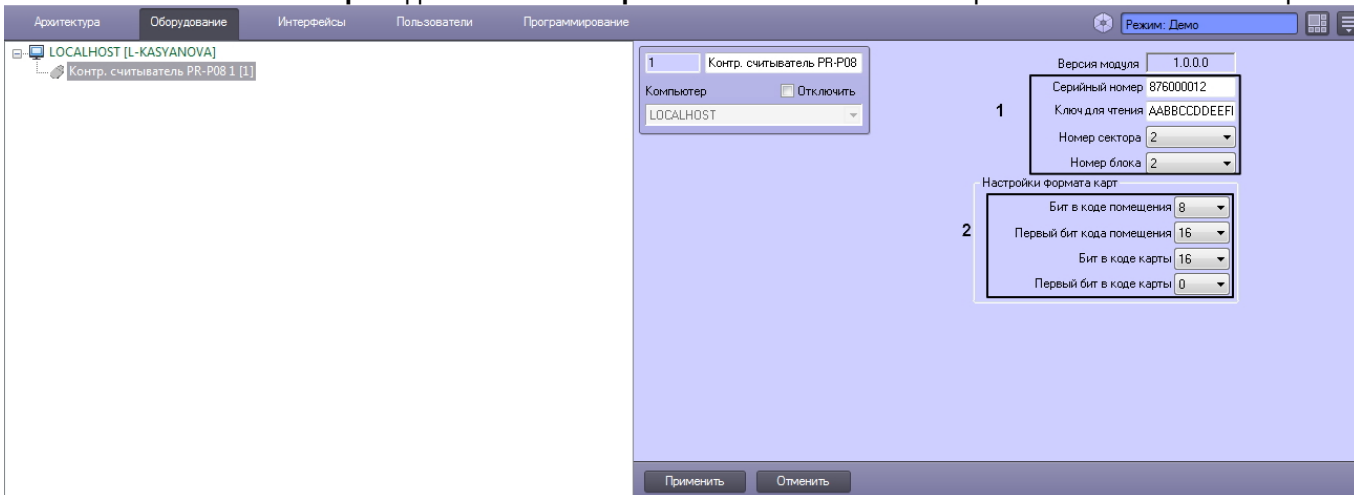 Архитектура Оборудование Интерфейсы Пользователи Программирование Режим: Демо
LOCALHOST [L-KASYANOVA]
Контр. считыватель PR-P08 1 [1]
1 Контр. считыватель PR-P08
Компьютер Отключить
LOCALHOST
Версия модуля 1.0.0.0
1
Серийный номер 876000012
Ключ для чтения AABBCCDDEEF
Номер сектора 2
Номер блока 2
Настройки формата карт
2
Бит в коде помещения 8
Первый бит кода помещения 16
Бит в коде карты 16
Первый бит в коде карты 0
Применить Отменить